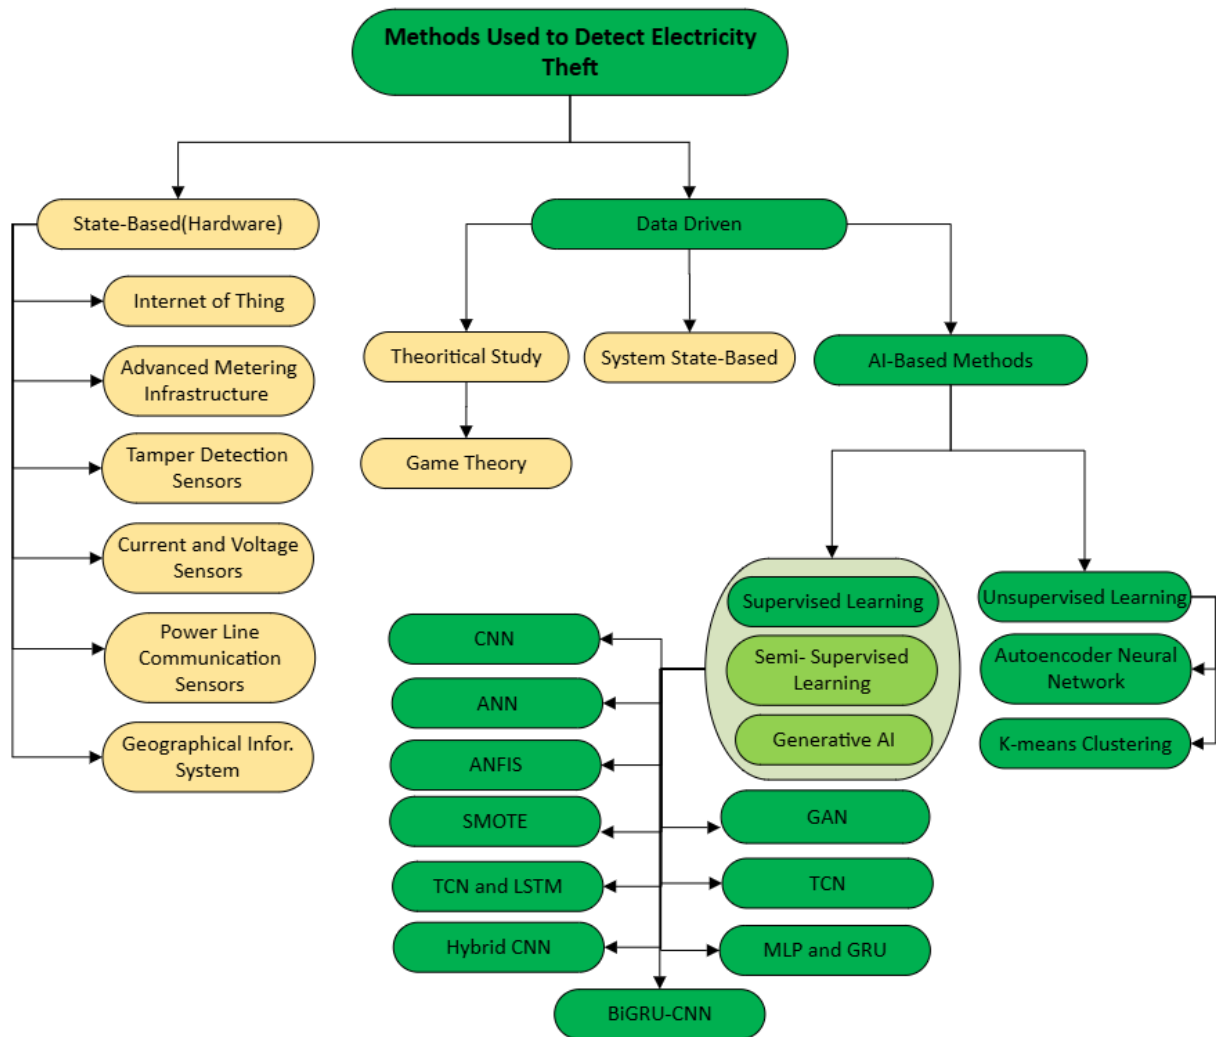 Methods Used to Detect Electricity
Theft
State-Based(Hardware)
Internet of Thing
Advanced Metering
Infrastructure
Tamper Detection
Sensors
Current and Voltage
Sensors
Power Line
Communication
Sensors
Geographical Infor.
System
Data Driven
Theoritical Study
Game Theory
System State-Based
AI-Based Methods
Supervised Learning
Semi- Supervised
Learning
Generative AI
CNN
ANN
ANFIS
SMOTE
TCN and LSTM
Hybrid CNN
GAN
TCN
MLP and GRU
BiGRU-CNN
Unsupervised Learning
Autoencoder Neural
Network
K-means Clustering